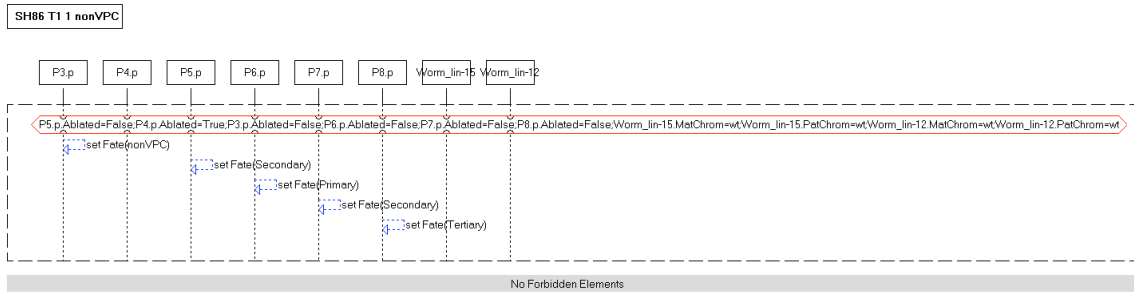 SH86 T1 1 nonVPC
P3.p P4.p P5.p P6.p P7.p P8.p Worm_lin-15 Worm_lin-12
P5.p.Ablated=False;P4.p.Ablated=True;P3.p.Ablated=False;P6.p.Ablated=False;P7.p.Ablated=False;P8.p.Ablated=False;Worm_lin-15.MatChrom=wt;Worm_lin-15.PatChrom=wt;Worm_lin-12.MatChrom=wt;Worm_lin-12.PatChrom=wt
set Fate(nonVPC)
set Fate(Secondary)
set Fate(Primary)
set Fate(Secondary)
set Fate(Tertiary)
No Forbidden Elements